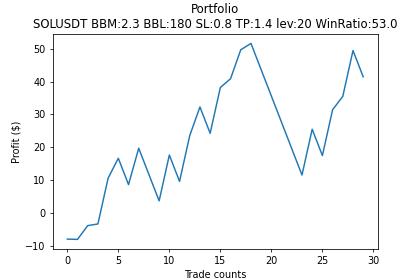 Portfolio
SOLUSDT BBM:2.3 BBL:180 SL:0.8 TP:1.4 lev:20 WinRatio:53.0
50
40
30
20
10
0
−10
Profit ($)
0 5 10 15 20 25 30
Trade counts